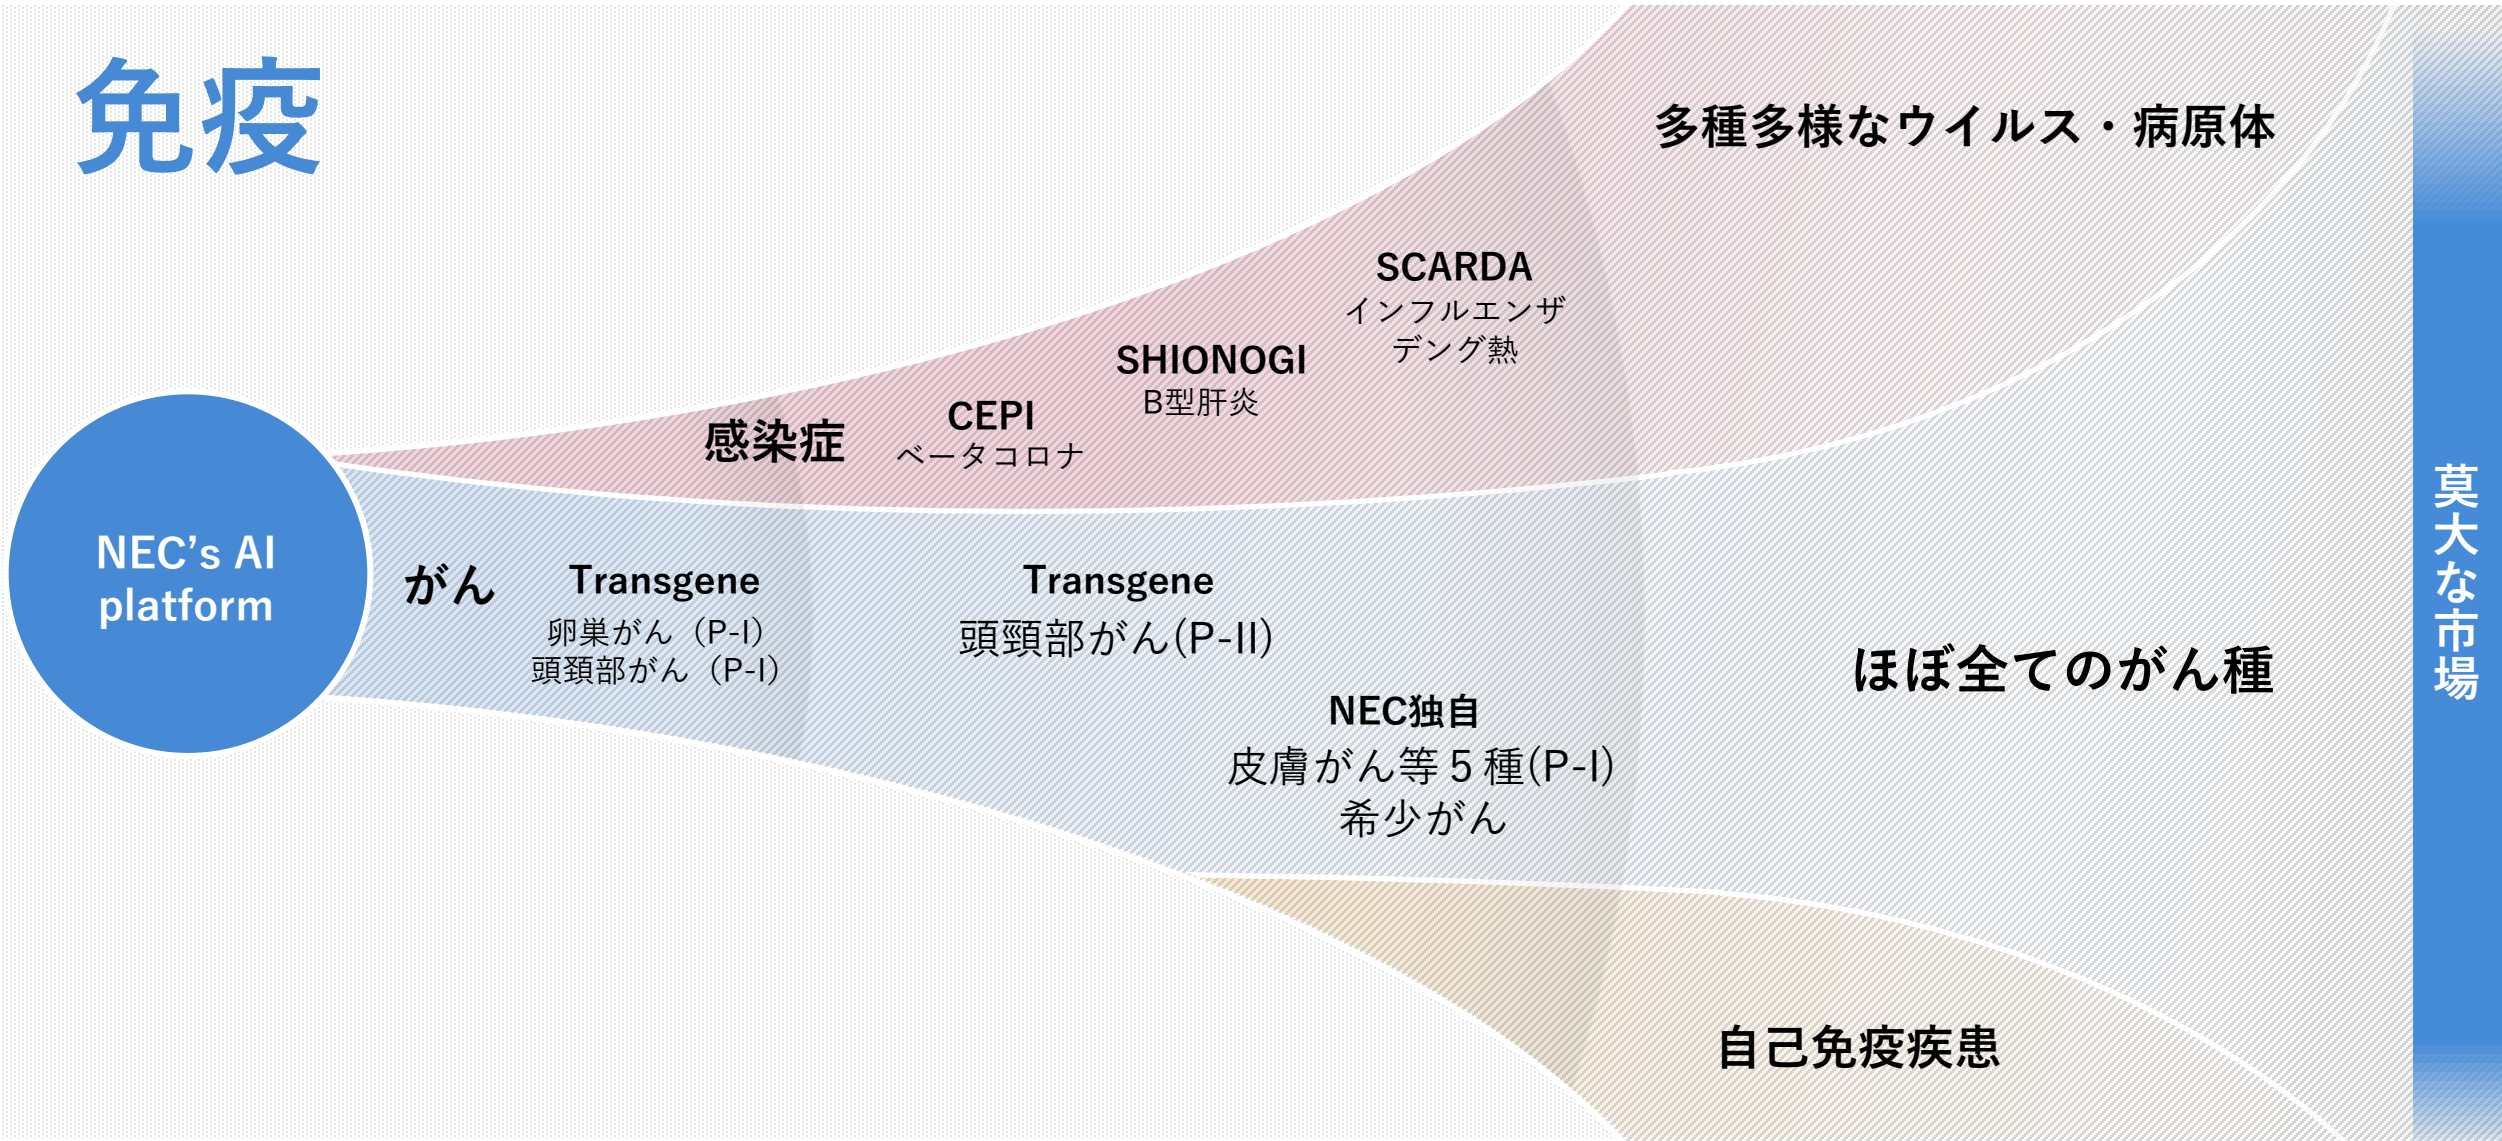 免疫
多種多様なウイルス・病原体
SCARDA
インフルエンザ
デング熱
SHIONOGI
B型肝炎
CEPI
ベータコロナ
感染症
NEC’s AI
platform
がん
Transgene
卵巣がん（P-I）
頭頚部がん（P-I）
Transgene
頭頸部がん(P-II)
NEC独自
皮膚がん等５種(P-I)
希少がん
ほぼ全てのがん種
自己免疫疾患
莫大な市場